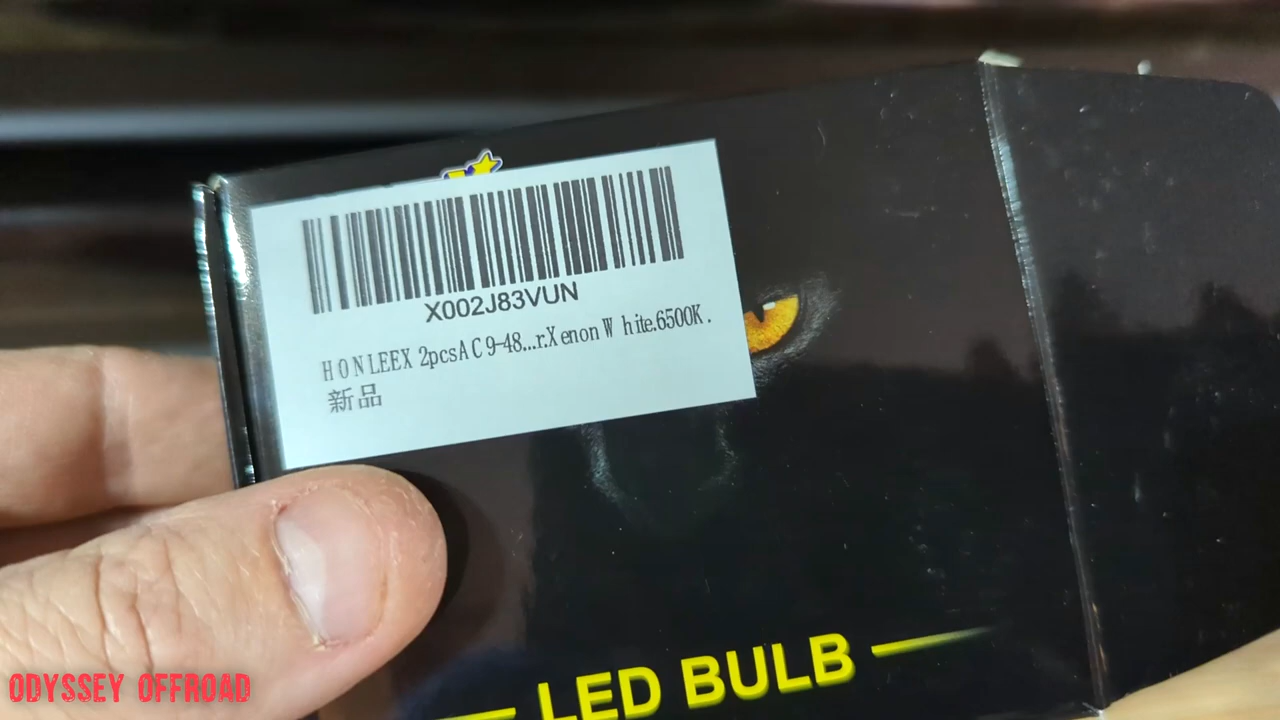 X002J83VUN
HONLEEX 2pcsAC 9-48...r.Xenon White.6500K.
新品
LED BULB
ODYSSEY OFFROAD